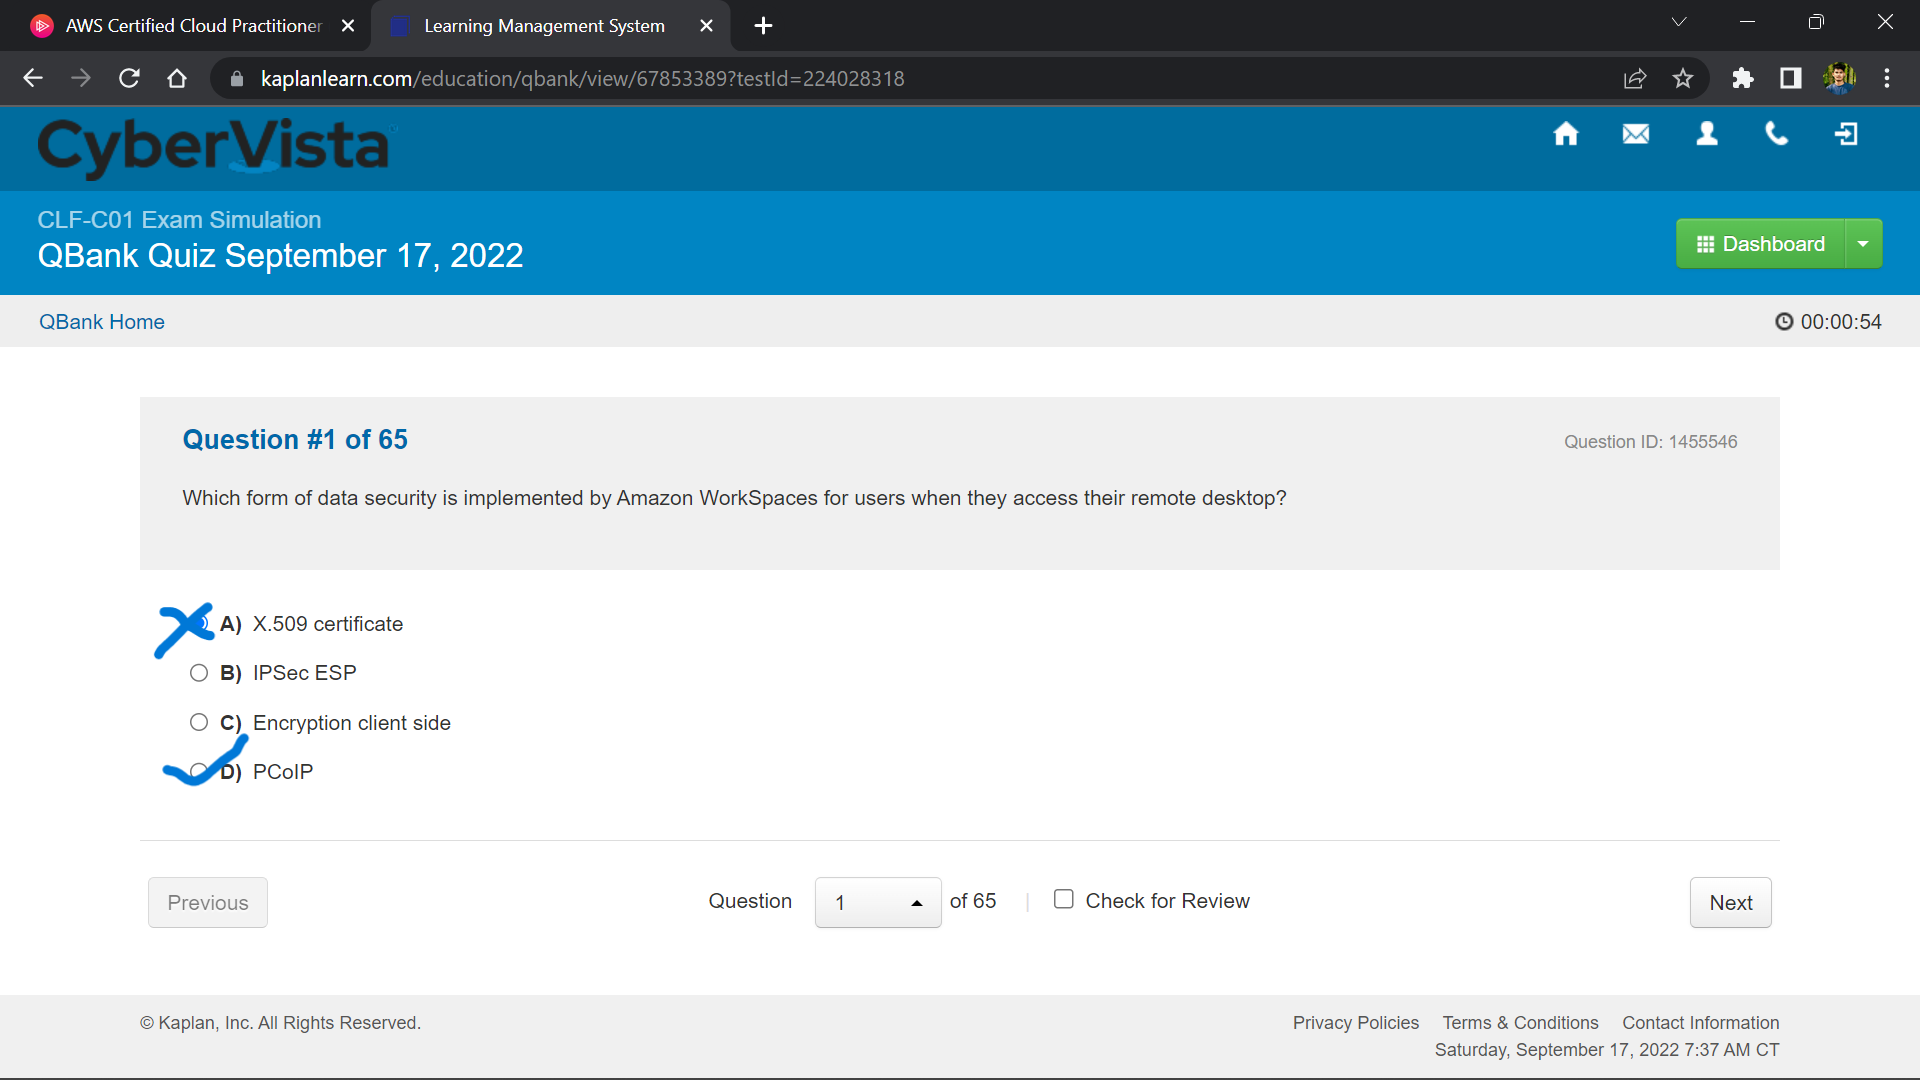 AWS Certified Cloud Practitioner
Learning Management System
kaplanlearn.com/education/qbank/view/67853389?testId=224028318
CyberVista
CLF-C01 Exam Simulation
QBank Quiz September 17, 2022
Dashboard
QBank Home
00:00:54
Question #1 of 65
Question ID: 1455546
Which form of data security is implemented by Amazon WorkSpaces for users when they access their remote desktop?
A) X.509 certificate
B) IPSec ESP
C) Encryption client side
D) PCoIP
Previous
Question 1 of 65 | Check for Review
Next
© Kaplan, Inc. All Rights Reserved.
Privacy Policies Terms & Conditions Contact Information
Saturday, September 17, 2022 7:37 AM CT